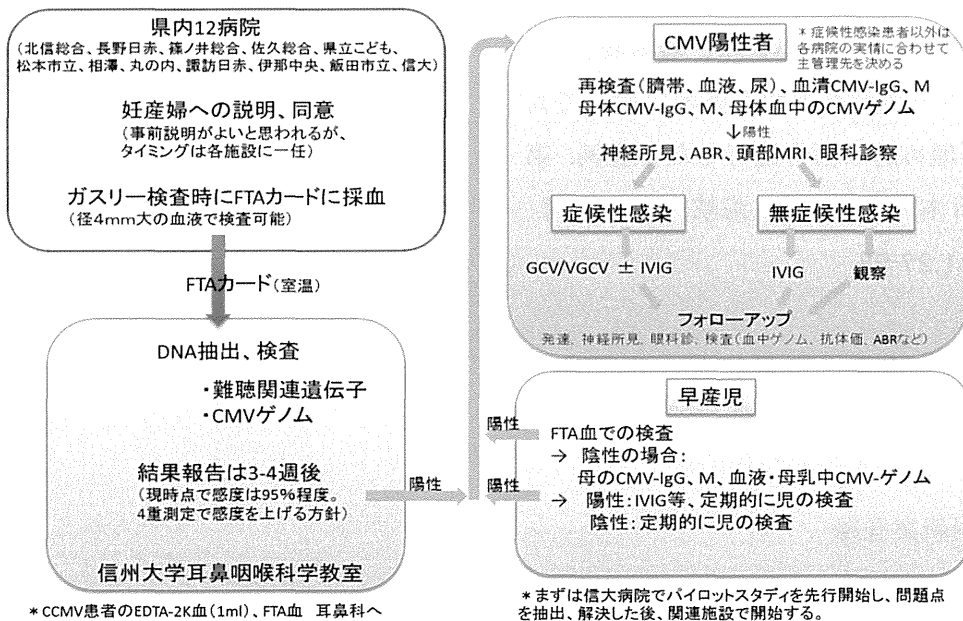 県内12病院
(北信総合、長野日赤、篠ノ井総合、佐久総合、県立こども、
松本市立、相澤、丸の内、諏訪日赤、伊那中央、飯田市立、信大)
妊産婦への説明、同意
(事前説明がよいと思われるが、
タイミングは各施設に一任)
ガスリー検査時にFTAカードに採血
(径4mm大の血液で検査可能)
FTAカード(室温)
DNA抽出、検査
・難聴関連遺伝子
・CMVゲノム
結果報告は3-4週後
(現時点で感度は95%程度。
4重測定で感度を上げる方針)
信州大学耳鼻咽喉科学教室
*CCMV患者のEDTA-2K血(1ml)、FTA血 耳鼻科へ
陽性
CMV陽性者
*症候性感染患者以外は
各病院の実情に合わせて
主管理先を決める
再検査(臍帯、血液、尿)、血清CMV-IgG、M
母体CMV-IgG、M、母体血中のCMVゲノム
↓陽性
神経所見、ABR、頭部MRI、眼科診察
症候性感染
無症候性感染
GCV/VGCV ± IVIG
IVIG
観察
フォローアップ
発達、神経所見、眼科診、検査(血中ゲノム、抗体価、ABRなど)
早産児
陽性
FTA血での検査
→ 陰性の場合:
母のCMV-IgG、M、血液・母乳中CMV-ゲノム
陽性
→ 陽性:IVIG等、定期的に児の検査
陰性:定期的に児の検査
*まずは信大病院でパイロットスタディを先行開始し、問題点
を抽出、解決した後、関連施設で開始する。